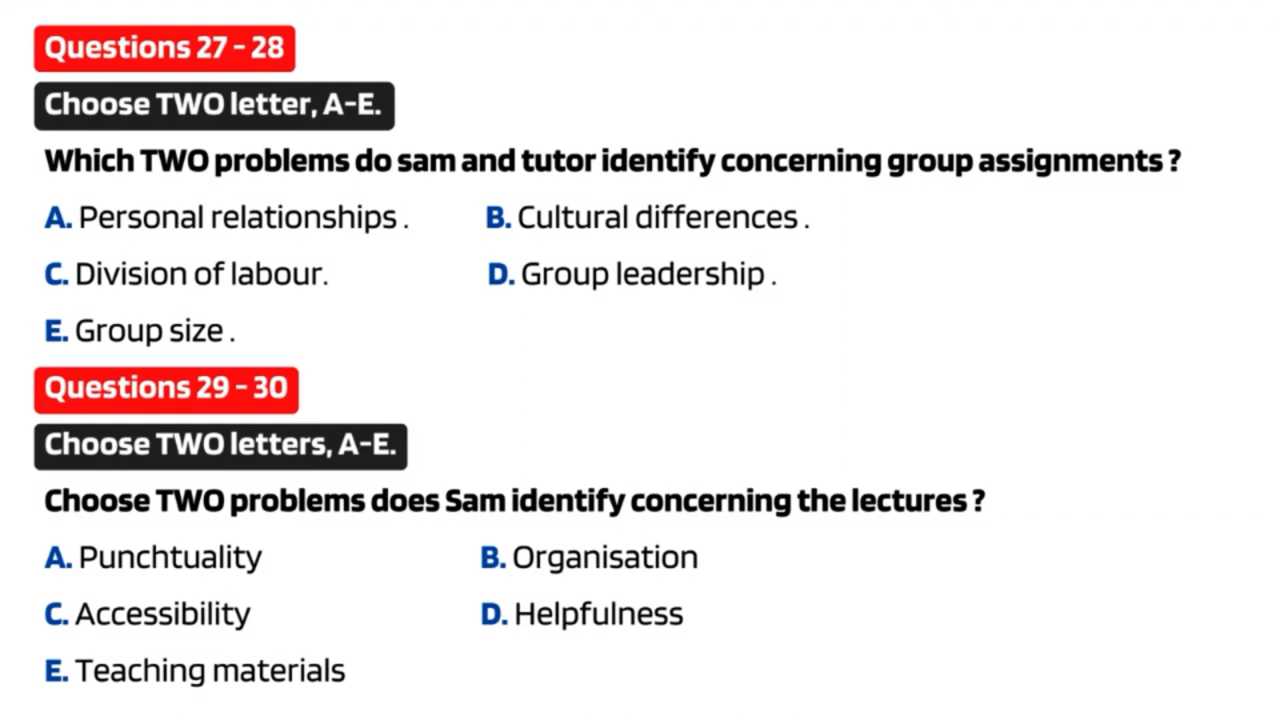 Questions 27 - 28
Choose TWO letter, A-E.
Which TWO problems do sam and tutor identify concerning group assignments ?
A. Personal relationships . B. Cultural differences .
C. Division of labour. D. Group leadership .
E. Group size .
Questions 29 - 30
Choose TWO letters, A-E.
Choose TWO problems does Sam identify concerning the lectures ?
A. Punchtuality B. Organisation
C. Accessibility D. Helpfulness
E. Teaching materials